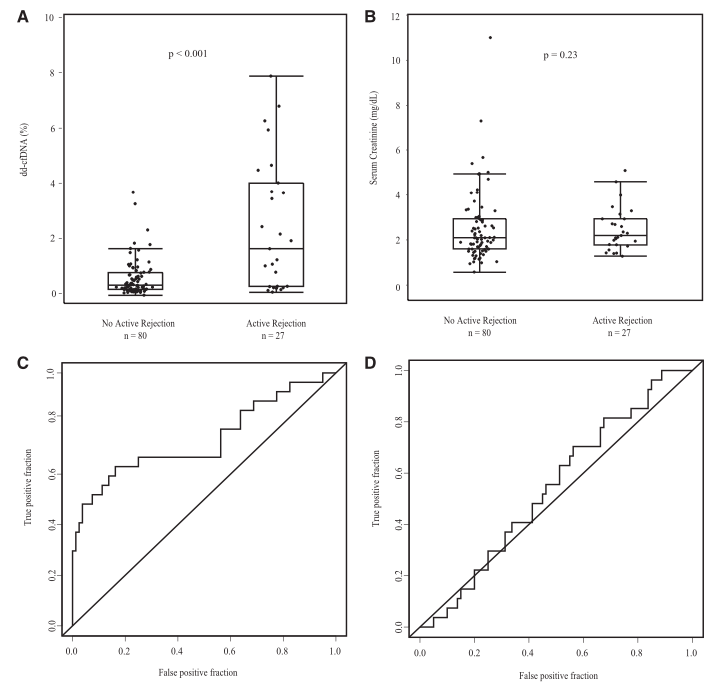 A
10
8
6
4
2
0
dd-cfDNA (%)
p < 0.001
No Active Rejection
n = 80
Active Rejection
n = 27
B
12
10
8
6
4
2
0
Serum Creatinine (mg/dL)
p = 0.23
No Active Rejection
n = 80
Active Rejection
n = 27
C
1.0
0.8
0.6
0.4
0.2
0.0
True positive fraction
0.0 0.2 0.4 0.6 0.8 1.0
False positive fraction
D
1.0
0.8
0.6
0.4
0.2
0.0
True positive fraction
0.0 0.2 0.4 0.6 0.8 1.0
False positive fraction